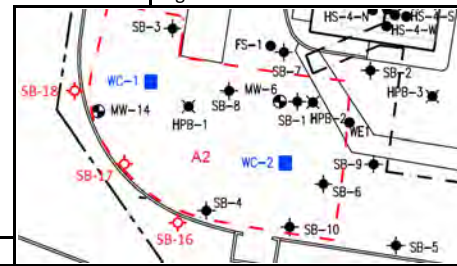 HS-4-N
HS-4-S
HS-4-W
SB-3
FS-1
SB-7
SB-2
WC-1
SB-18
SB-8
MW-6
HPB-3
MW-14
HPB-1
SB-1
HPB-2
WE1
A2
WC-2
SB-9
SB-17
SB-6
SB-4
SB-16
SB-10
SB-5